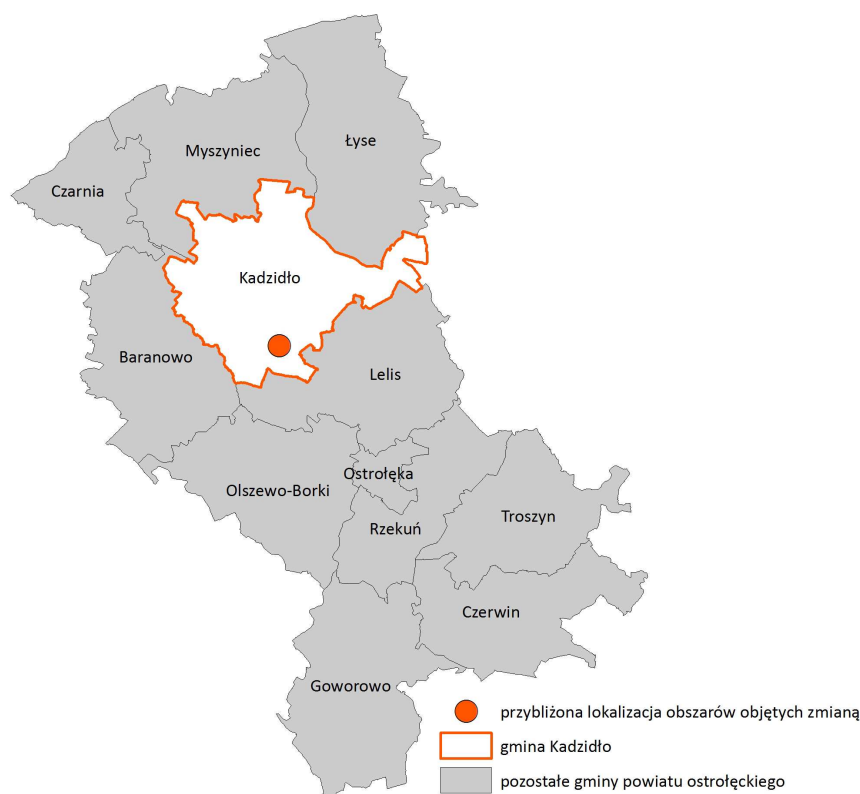 Łyse
Myszyniec
Czarnia
Kadzidło
Baranowo
Lelis
Ostrołęka
Olszewo-Borki
Troszyn
Rzekuń
Czerwin
Goworowo
przybliżona lokalizacja obszarów objętych zmianą
gmina Kadzidło
pozostałe gminy powiatu ostrołęckiego